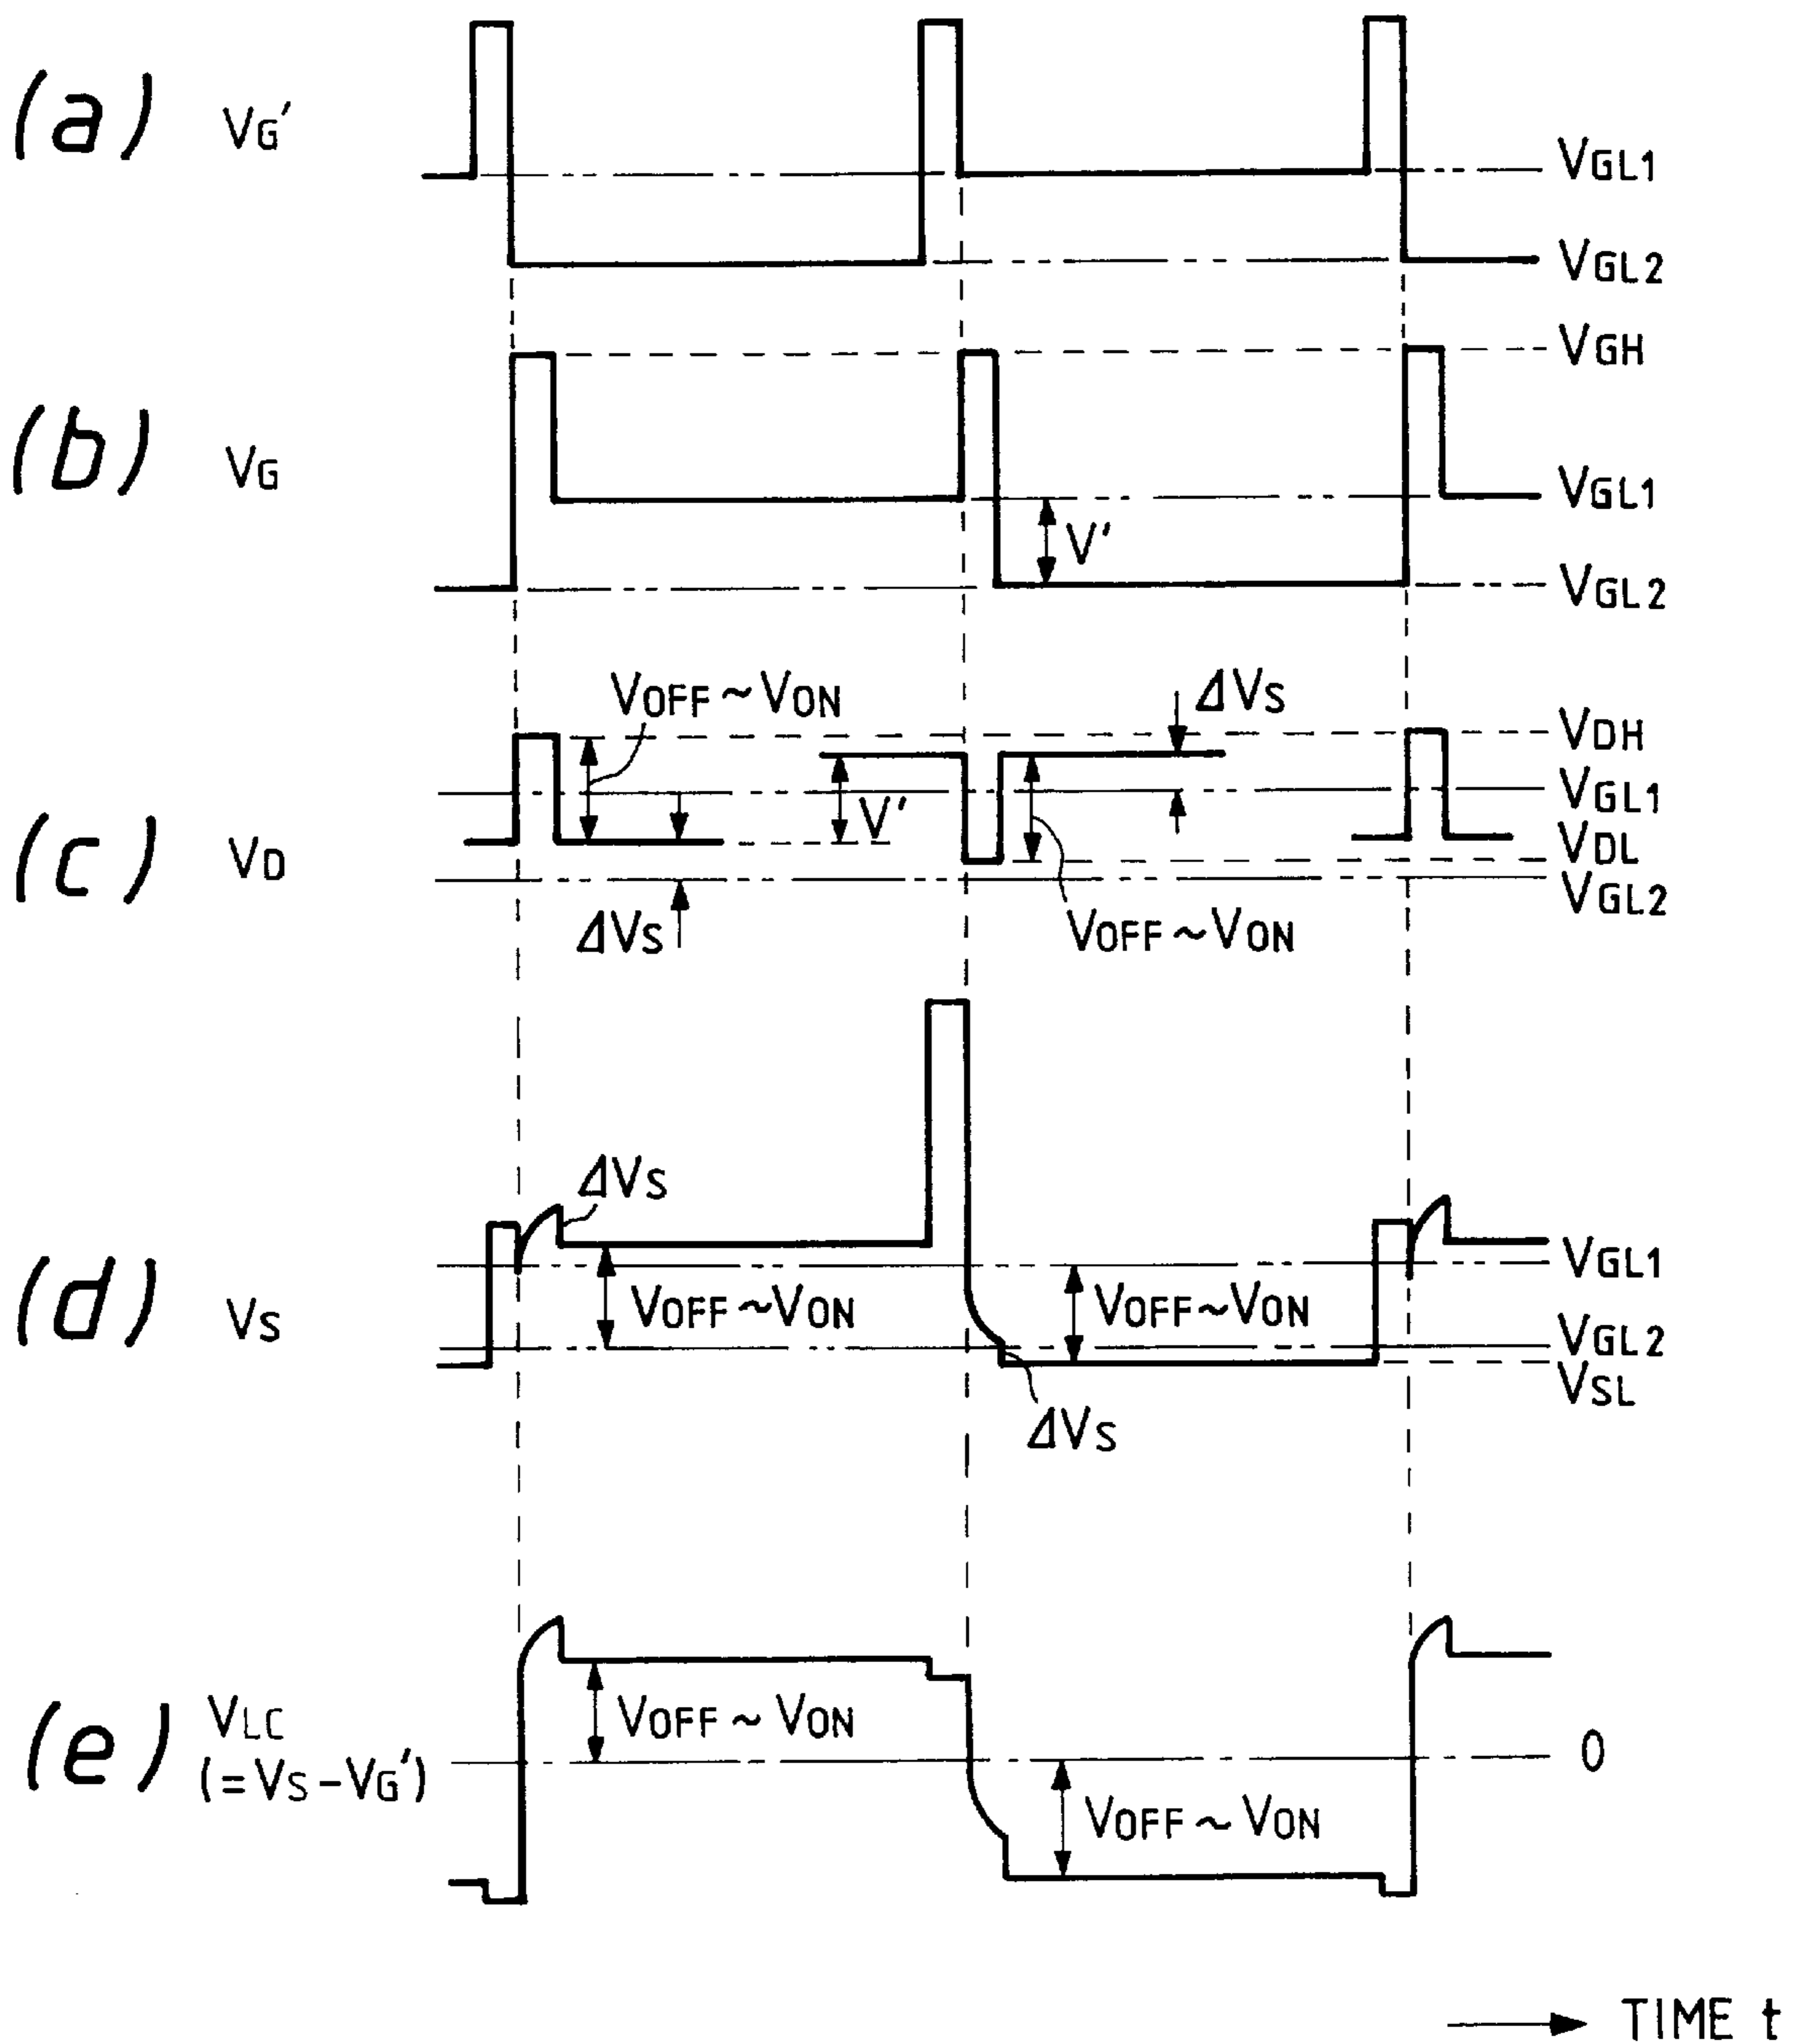 (a) VG′
VGL1
VGL2
(b) VG
VGH
VGL1
V′
VGL2
(c) VD
VOFF~VON
ΔVS
VDH
VGL1
V′
VDL
VGL2
ΔVS
VOFF~VON
(d) VS
ΔVS
VGL1
VOFF~VON
VOFF~VON
VGL2
VSL
ΔVS
(e) VLC
(=VS-VG′)
VOFF~VON
0
VOFF~VON
TIME t